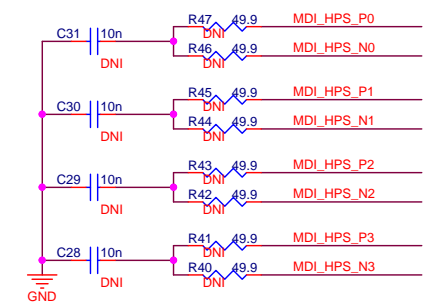 R47 49.9 MDI_HPS_P0
C31 10n DNI
R46 49.9 MDI_HPS_N0
DNI DNI
R45 49.9 MDI_HPS_P1
C30 10n DNI
R44 49.9 MDI_HPS_N1
DNI DNI
R43 49.9 MDI_HPS_P2
C29 10n DNI
R42 49.9 MDI_HPS_N2
DNI DNI
R41 49.9 MDI_HPS_P3
C28 10n DNI
R40 49.9 MDI_HPS_N3
DNI DNI
GND